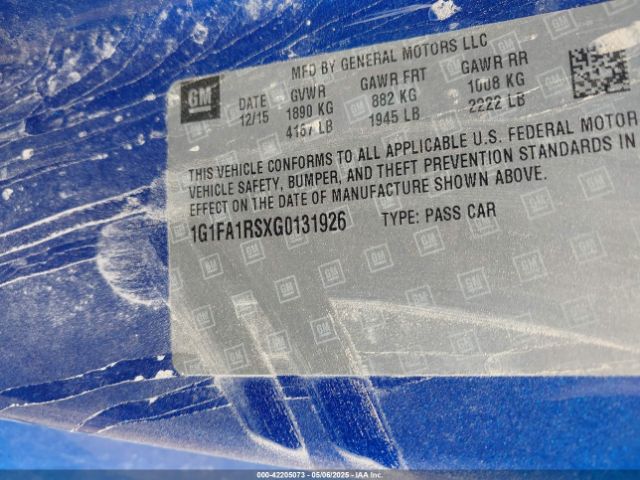 MFD BY GENERAL MOTORS LLC
GM
DATE GVWR GAWR FRT GAWR RR
12/15 1890 KG 882 KG 1008 KG
4167 LB 1945 LB 2222 LB
THIS VEHICLE CONFORMS TO ALL APPLICABLE U.S. FEDERAL MOTOR
VEHICLE SAFETY, BUMPER, AND THEFT PREVENTION STANDARDS IN
EFFECT ON THE DATE OF MANUFACTURE SHOWN ABOVE.
1G1FA1RSXG0131926 TYPE: PASS CAR
000-42205073 - 05/06/2025 - IAA Inc.